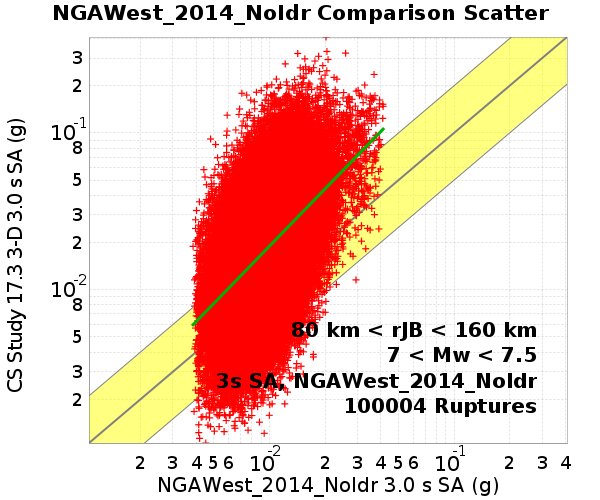 NGAWest_2014_NoIdr Comparison Scatter
CS Study 17.3 3-D 3.0 s SA (g)
3
2
10-1
8
5
3
2
10-2
8
5
3
2
80 km < rJB < 160 km
7 < Mw < 7.5
3s SA, NGAWest_2014_NoIdr
100004 Ruptures
2 3 4 5 6 10-2 2 3 4 5 6 8 10-1 2 3 4
NGAWest_2014_NoIdr 3.0 s SA (g)